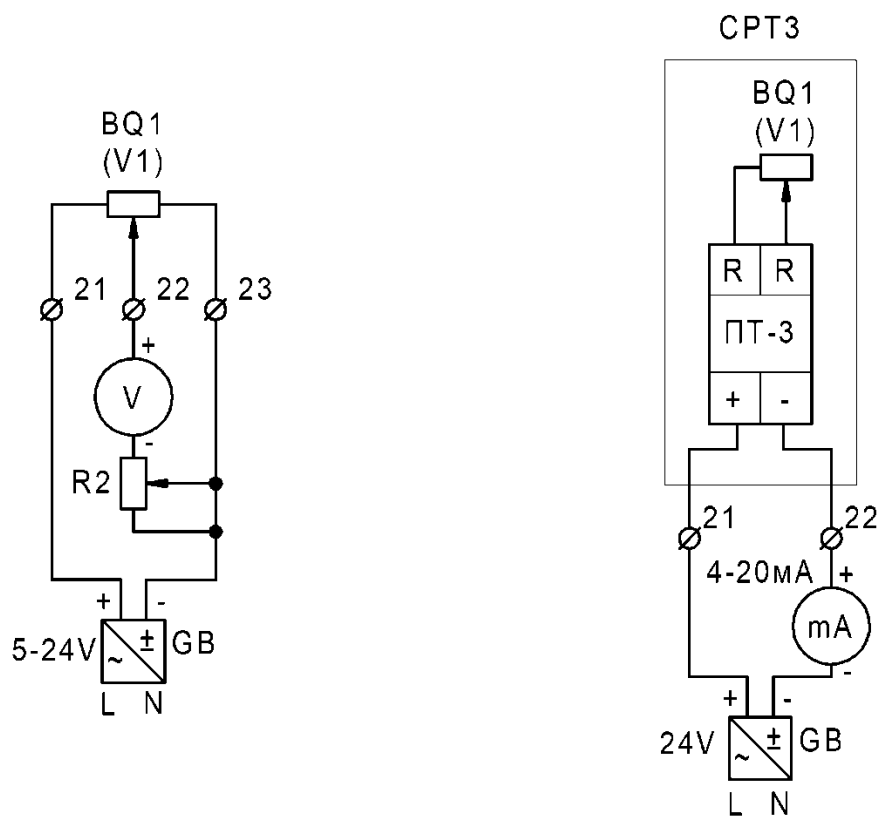 BQ1
(V1)
21 22 23
+
V
-
R2
+ -
5-24V ~ ± GB
L N
СРТ3
BQ1
(V1)
R R
ПТ-3
+ -
21 22
4-20мА +
mA
-
+ -
24V ~ ± GB
L N